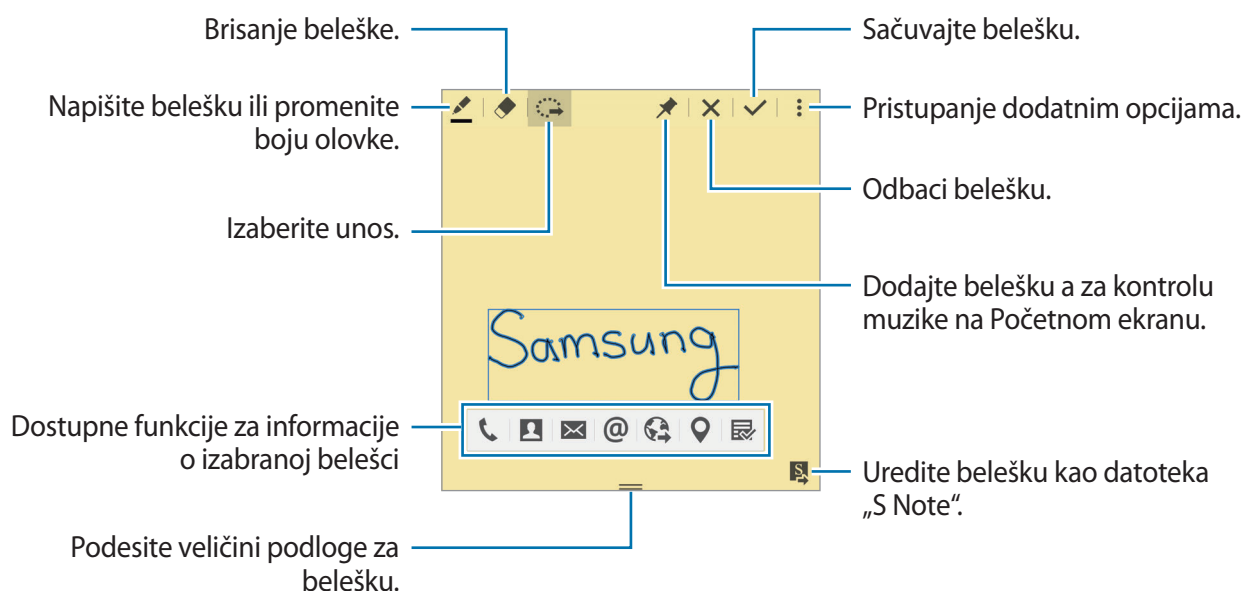 Brisanje beleške.
Napišite belešku ili promenite
boju olovke.
Izaberite unos.
Dostupne funkcije za informacije
o izabranoj belešci
Podesite veličini podloge za
belešku.
Samsung
Sačuvajte belešku.
Pristupanje dodatnim opcijama.
Odbaci belešku.
Dodajte belešku a za kontrolu
muzike na Početnom ekranu.
Uredite belešku kao datoteka
„S Note“.